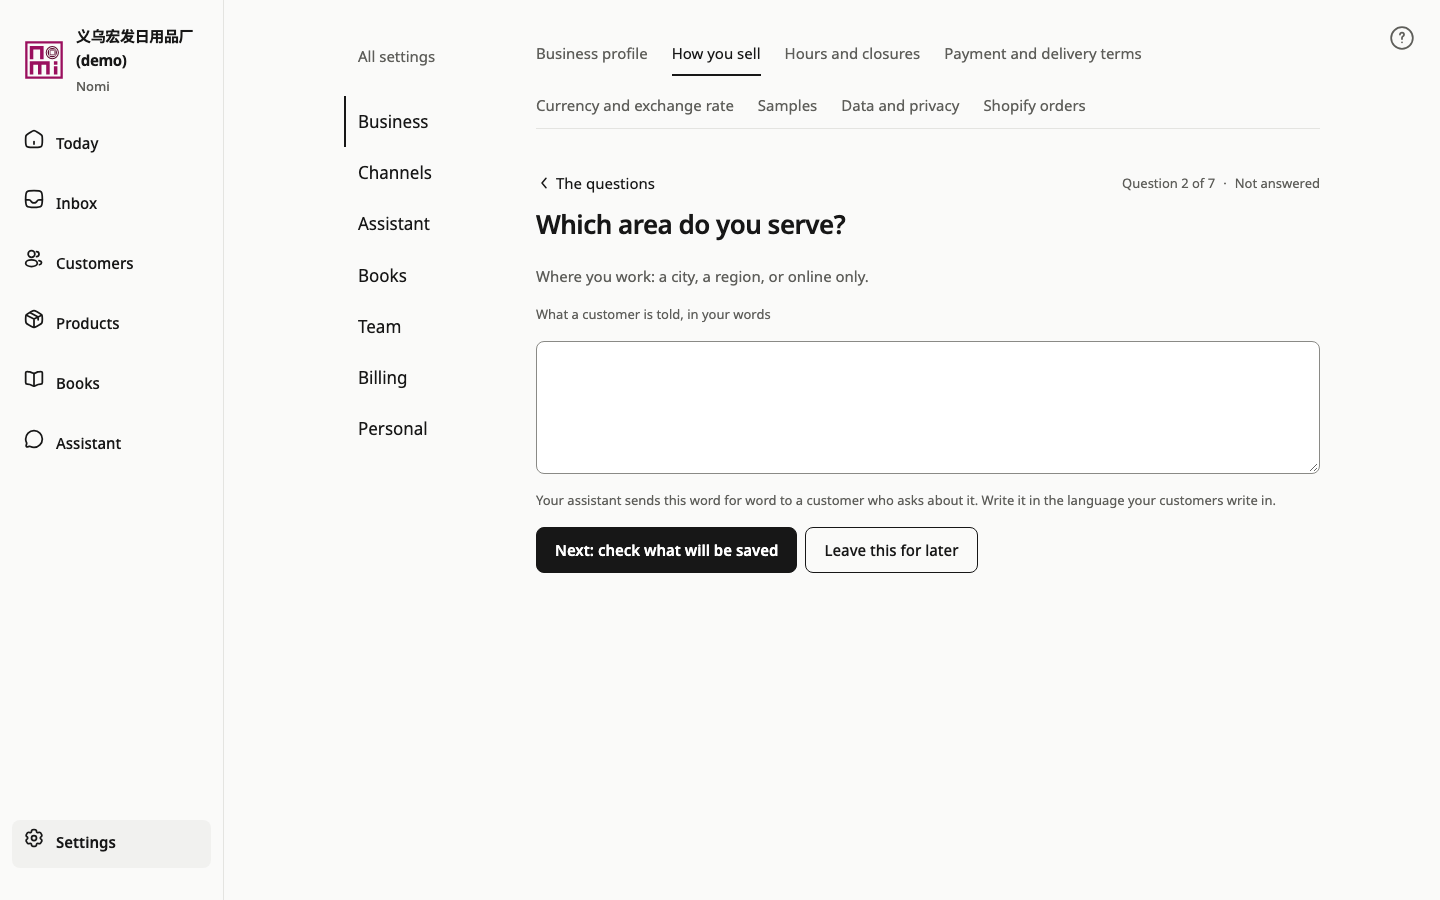 义乌宏发日用品厂
(demo)
Nomi
Today
Inbox
Customers
Products
Books
Assistant
Settings
All settings
Business
Channels
Assistant
Books
Team
Billing
Personal
Business profile How you sell Hours and closures Payment and delivery terms
Currency and exchange rate Samples Data and privacy Shopify orders
The questions
Question 2 of 7 · Not answered
Which area do you serve?
Where you work: a city, a region, or online only.
What a customer is told, in your words
Your assistant sends this word for word to a customer who asks about it. Write it in the language your customers write in.
Next: check what will be saved
Leave this for later